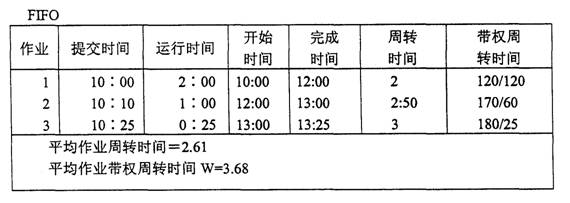 FIFO
作业 提交时间 运行时间 开始时间 完成时间 周转时间 带权周转时间
1 10：00 2：00 10:00 12:00 2 120/120
2 10：10 1：00 12:00 13:00 2:50 170/60
3 10：25 0：25 13:00 13:25 3 180/25
平均作业周转时间＝2.61
平均作业带权周转时间 W=3.68